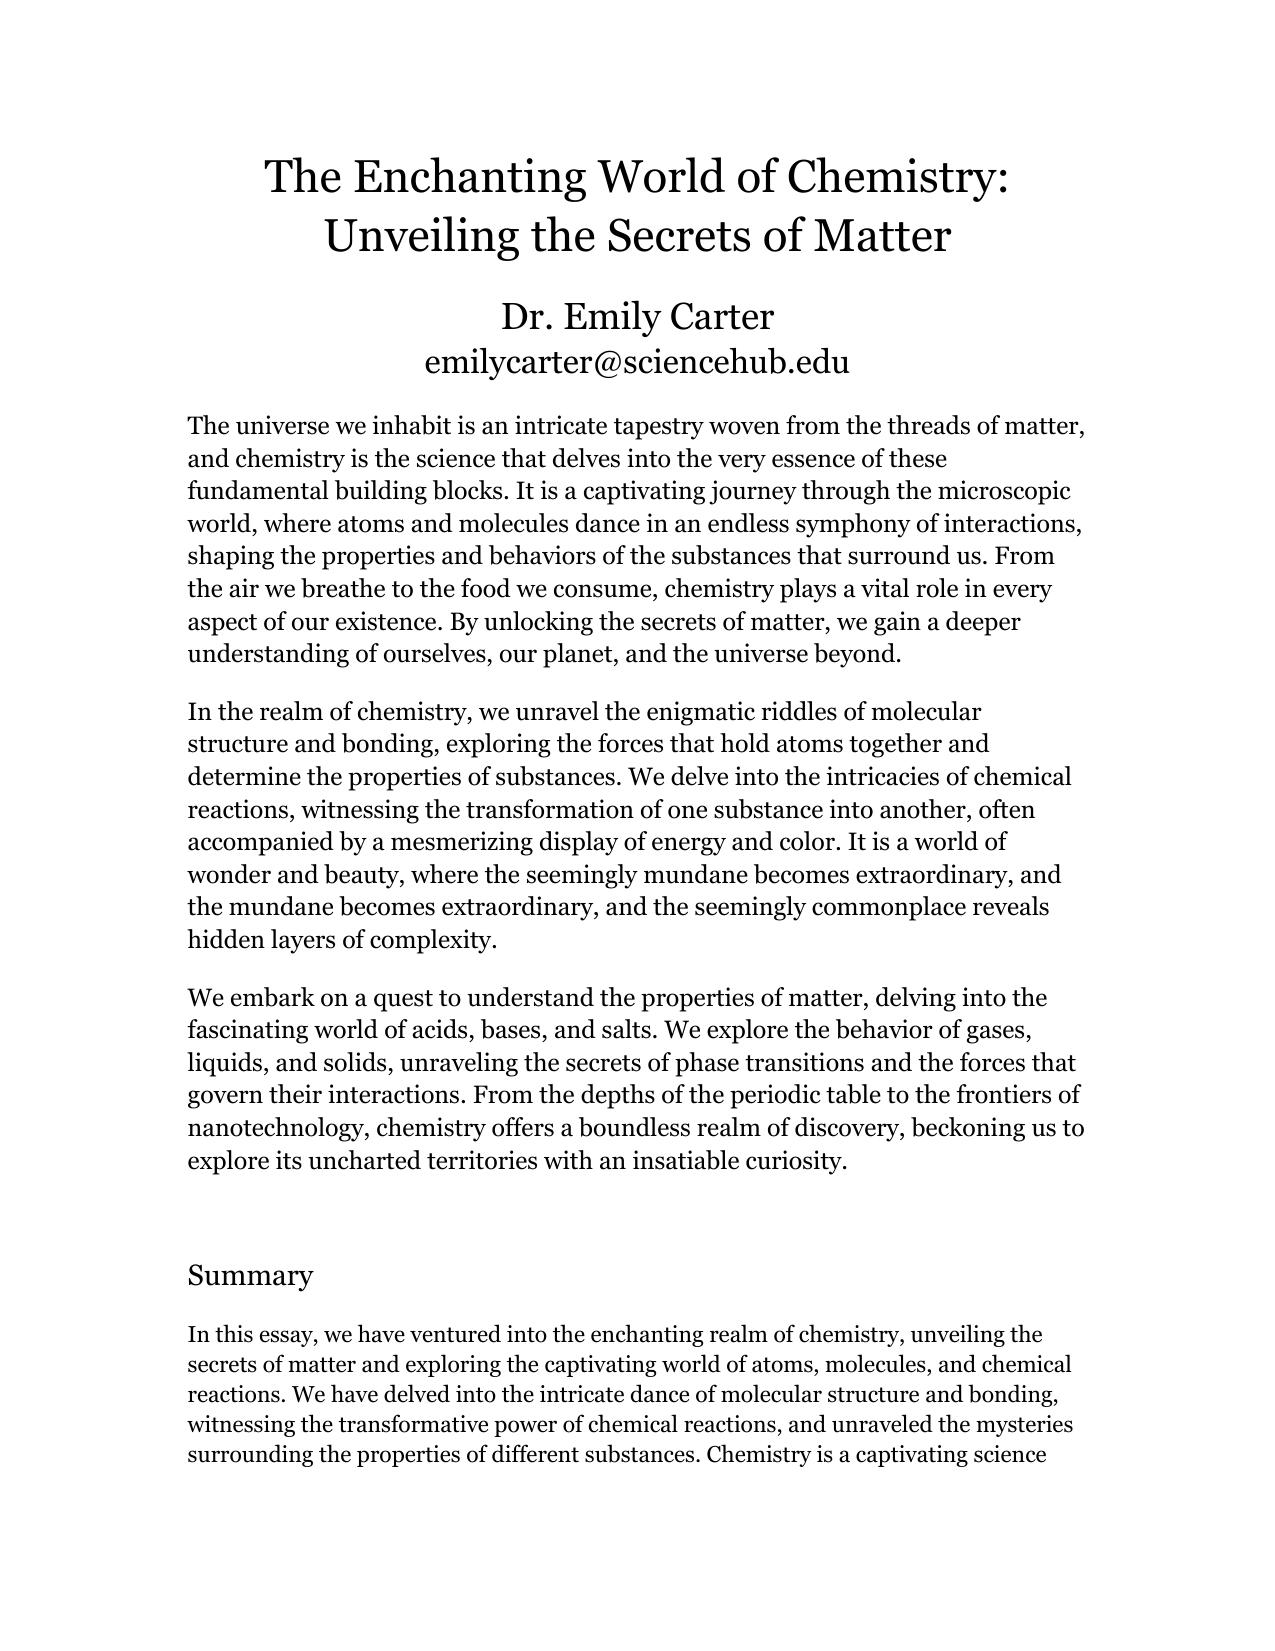 The Enchanting World of Chemistry:
Unveiling the Secrets of Matter
Dr. Emily Carter
emilycarter@sciencehub.edu
The universe we inhabit is an intricate tapestry woven from the threads of matter,
and chemistry is the science that delves into the very essence of these
fundamental building blocks. It is a captivating journey through the microscopic
world, where atoms and molecules dance in an endless symphony of interactions,
shaping the properties and behaviors of the substances that surround us. From
the air we breathe to the food we consume, chemistry plays a vital role in every
aspect of our existence. By unlocking the secrets of matter, we gain a deeper
understanding of ourselves, our planet, and the universe beyond.
In the realm of chemistry, we unravel the enigmatic riddles of molecular
structure and bonding, exploring the forces that hold atoms together and
determine the properties of substances. We delve into the intricacies of chemical
reactions, witnessing the transformation of one substance into another, often
accompanied by a mesmerizing display of energy and color. It is a world of
wonder and beauty, where the seemingly mundane becomes extraordinary, and
the mundane becomes extraordinary, and the seemingly commonplace reveals
hidden layers of complexity.
We embark on a quest to understand the properties of matter, delving into the
fascinating world of acids, bases, and salts. We explore the behavior of gases,
liquids, and solids, unraveling the secrets of phase transitions and the forces that
govern their interactions. From the depths of the periodic table to the frontiers of
nanotechnology, chemistry offers a boundless realm of discovery, beckoning us to
explore its uncharted territories with an insatiable curiosity.
Summary
In this essay, we have ventured into the enchanting realm of chemistry, unveiling the
secrets of matter and exploring the captivating world of atoms, molecules, and chemical
reactions. We have delved into the intricate dance of molecular structure and bonding,
witnessing the transformative power of chemical reactions, and unraveled the mysteries
surrounding the properties of different substances. Chemistry is a captivating science